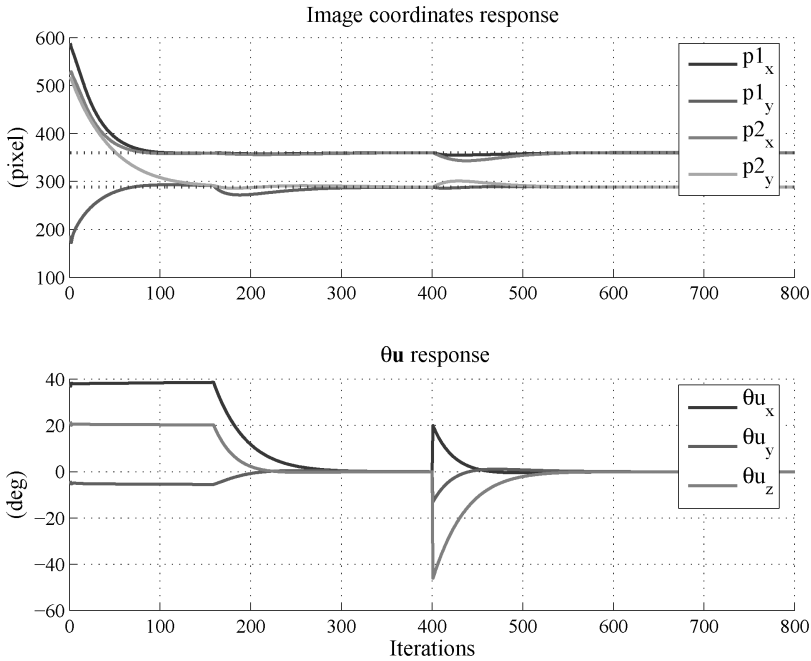 Image coordinates response
600
500
400
300
200
100
(pixel)
p1x
p1y
p2x
p2y
0 100 200 300 400 500 600 700 800
θu response
40
20
0
−20
−40
−60
(deg)
θux
θuy
θuz
0 100 200 300 400 500 600 700 800
Iterations